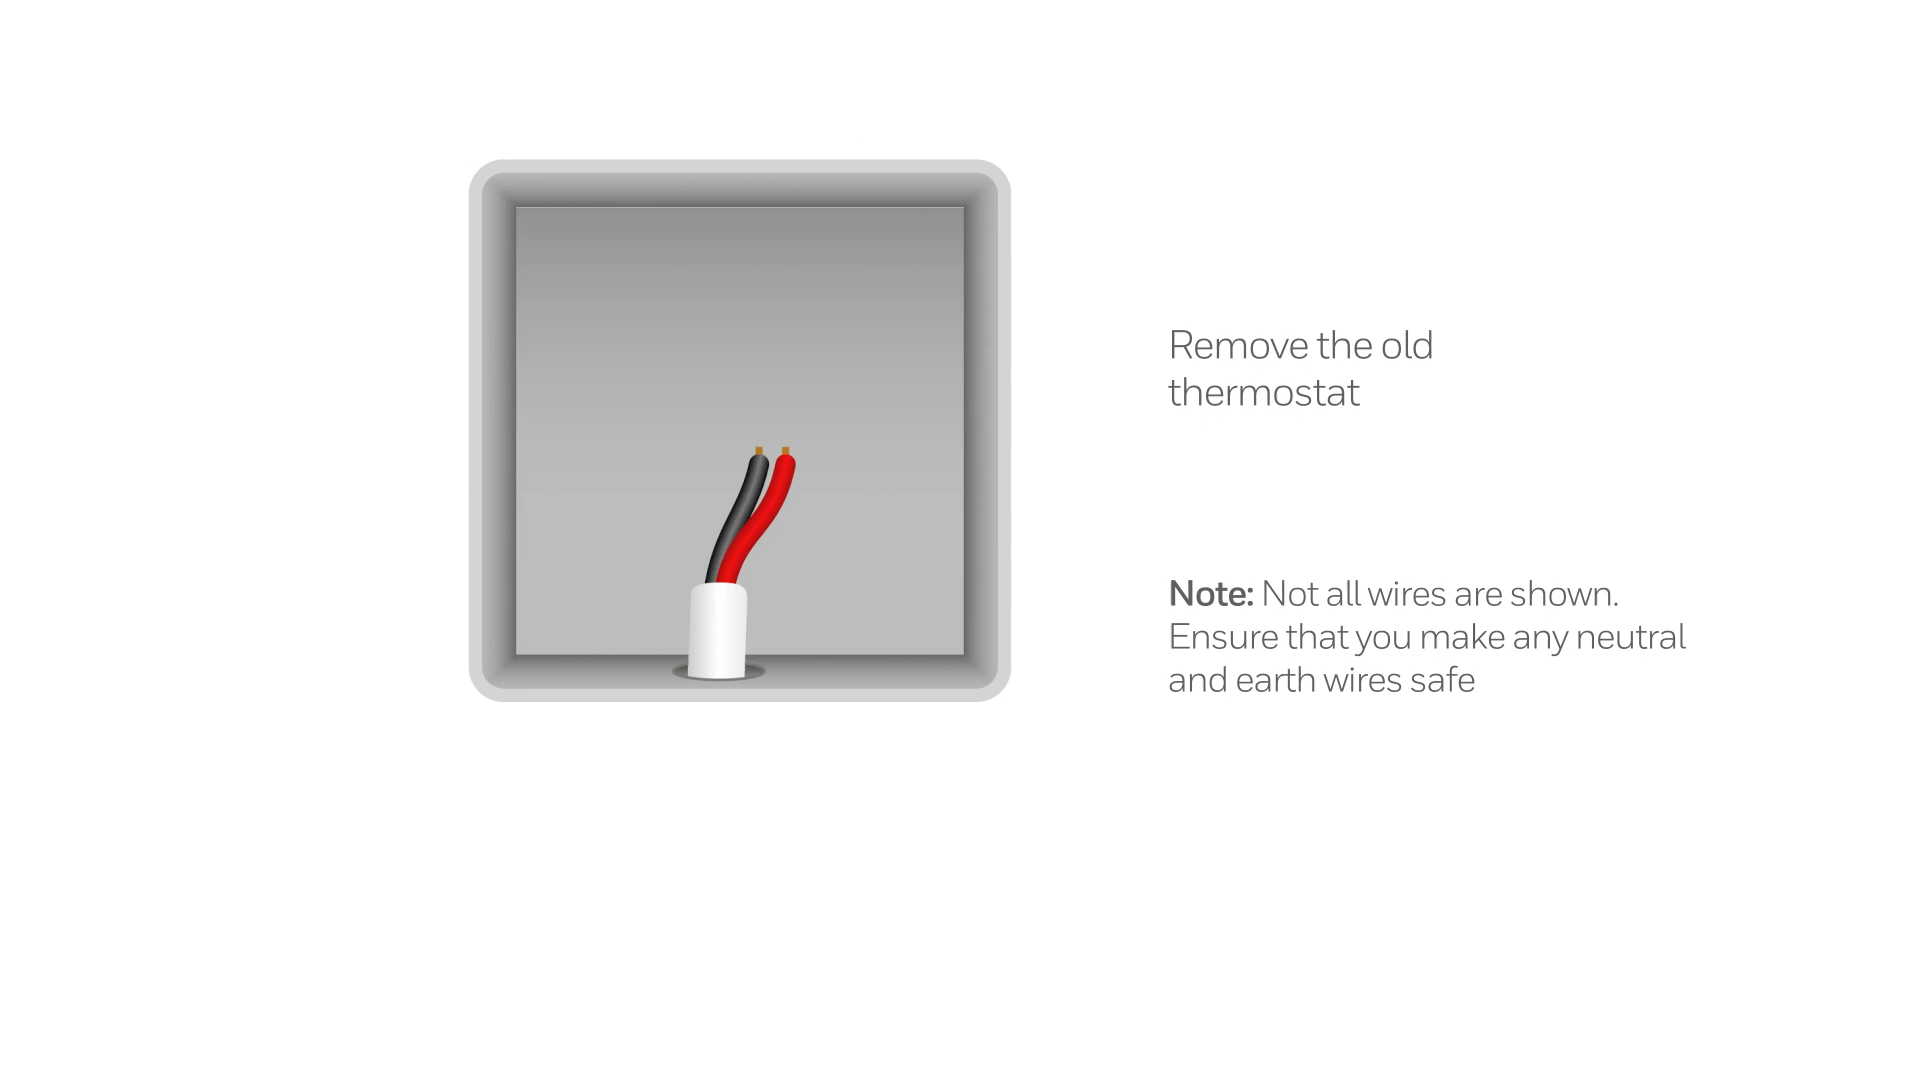 Remove the old
thermostat
Note: Not all wires are shown.
Ensure that you make any neutral
and earth wires safe